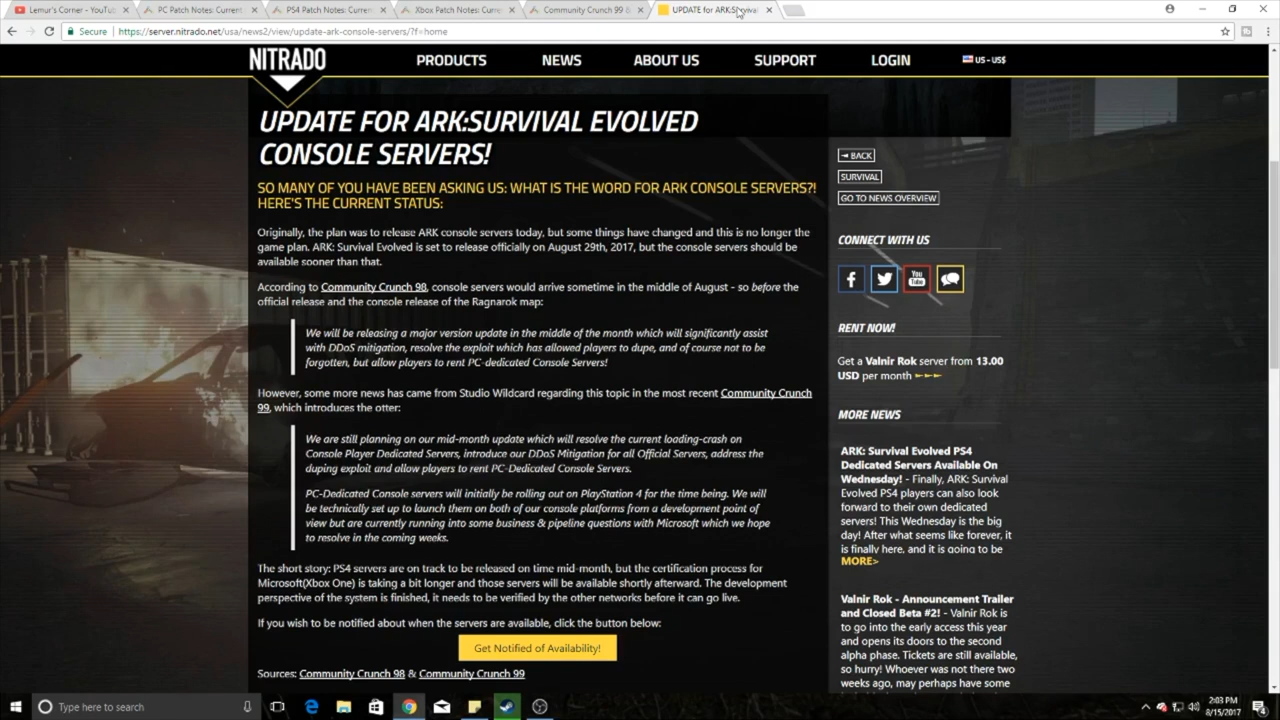 Lemur's Corner - YouTu
PC Patch Notes: Current
PS4 Patch Notes: Current
Xbox Patch Notes: Curre
Community Crunch 99 &
UPDATE for ARK:Surviva
Secure
https://server.nitrado.net/usa/news2/view/update-ark-console-servers/?f=home
NITRADO
PRODUCTS
NEWS
ABOUT US
SUPPORT
LOGIN
US - US$
UPDATE FOR ARK:SURVIVAL EVOLVED
CONSOLE SERVERS!
SO MANY OF YOU HAVE BEEN ASKING US: WHAT IS THE WORD FOR ARK CONSOLE SERVERS?!
HERE'S THE CURRENT STATUS:
Originally, the plan was to release ARK console servers today, but some things have changed and this is no longer the
game plan. ARK: Survival Evolved is set to release officially on August 29th, 2017, but the console servers should be
available sooner than that.
According to Community Crunch 98, console servers would arrive sometime in the middle of August - so before the
official release and the console release of the Ragnarok map:
We will be releasing a major version update in the middle of the month which will significantly assist
with DDoS mitigation, resolve the exploit which has allowed players to dupe, and of course not to be
forgotten, but allow players to rent PC-dedicated Console Servers!
However, some more news has came from Studio Wildcard regarding this topic in the most recent Community Crunch
99, which introduces the otter:
We are still planning on our mid-month update which will resolve the current loading-crash on
Console Player Dedicated Servers, introduce our DDoS Mitigation for all Official Servers, address the
duping exploit and allow players to rent PC-Dedicated Console Servers.
PC-Dedicated Console servers will initially be rolling out on PlayStation 4 for the time being. We will
be technically set up to launch them on both of our console platforms from a development point of
view but are currently running into some business & pipeline questions with Microsoft which we hope
to resolve in the coming weeks.
The short story: PS4 servers are on track to be released on time mid-month, but the certification process for
Microsoft(Xbox One) is taking a bit longer and those servers will be available shortly afterward. The development
perspective of the system is finished, it needs to be verified by the other networks before it can go live.
If you wish to be notified about when the servers are available, click the button below:
Get Notified of Availability!
Sources: Community Crunch 98 & Community Crunch 99
BACK
SURVIVAL
GO TO NEWS OVERVIEW
CONNECT WITH US
You
Tube
RENT NOW!
Get a Valnir Rok server from 13.00
USD per month
MORE NEWS
ARK: Survival Evolved PS4
Dedicated Servers Available On
Wednesday! - Finally, ARK: Survival
Evolved PS4 players can also look
forward to their own dedicated
servers! This Wednesday is the big
day! After what seems like forever, it
is finally here, and it is going to be
MORE>
Valnir Rok - Announcement Trailer
and Closed Beta #2! - Valnir Rok is
to go into the early access this year
and opens its doors to the second
alpha phase. Tickets are still available,
so hurry! Whoever was not there two
weeks ago, may perhaps have some
Type here to search
2:03 PM
8/15/2017
4